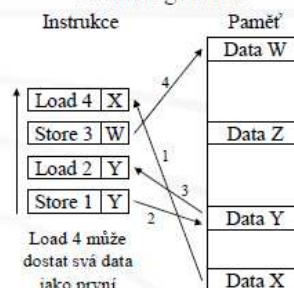 Instrukce
Paměť
Data W
4
Load 4 X
Store 3 W
Data Z
1
Load 2 Y
3
Store 1 Y
2
Data Y
Load 4 může
dostat svá data
jako první
Data X